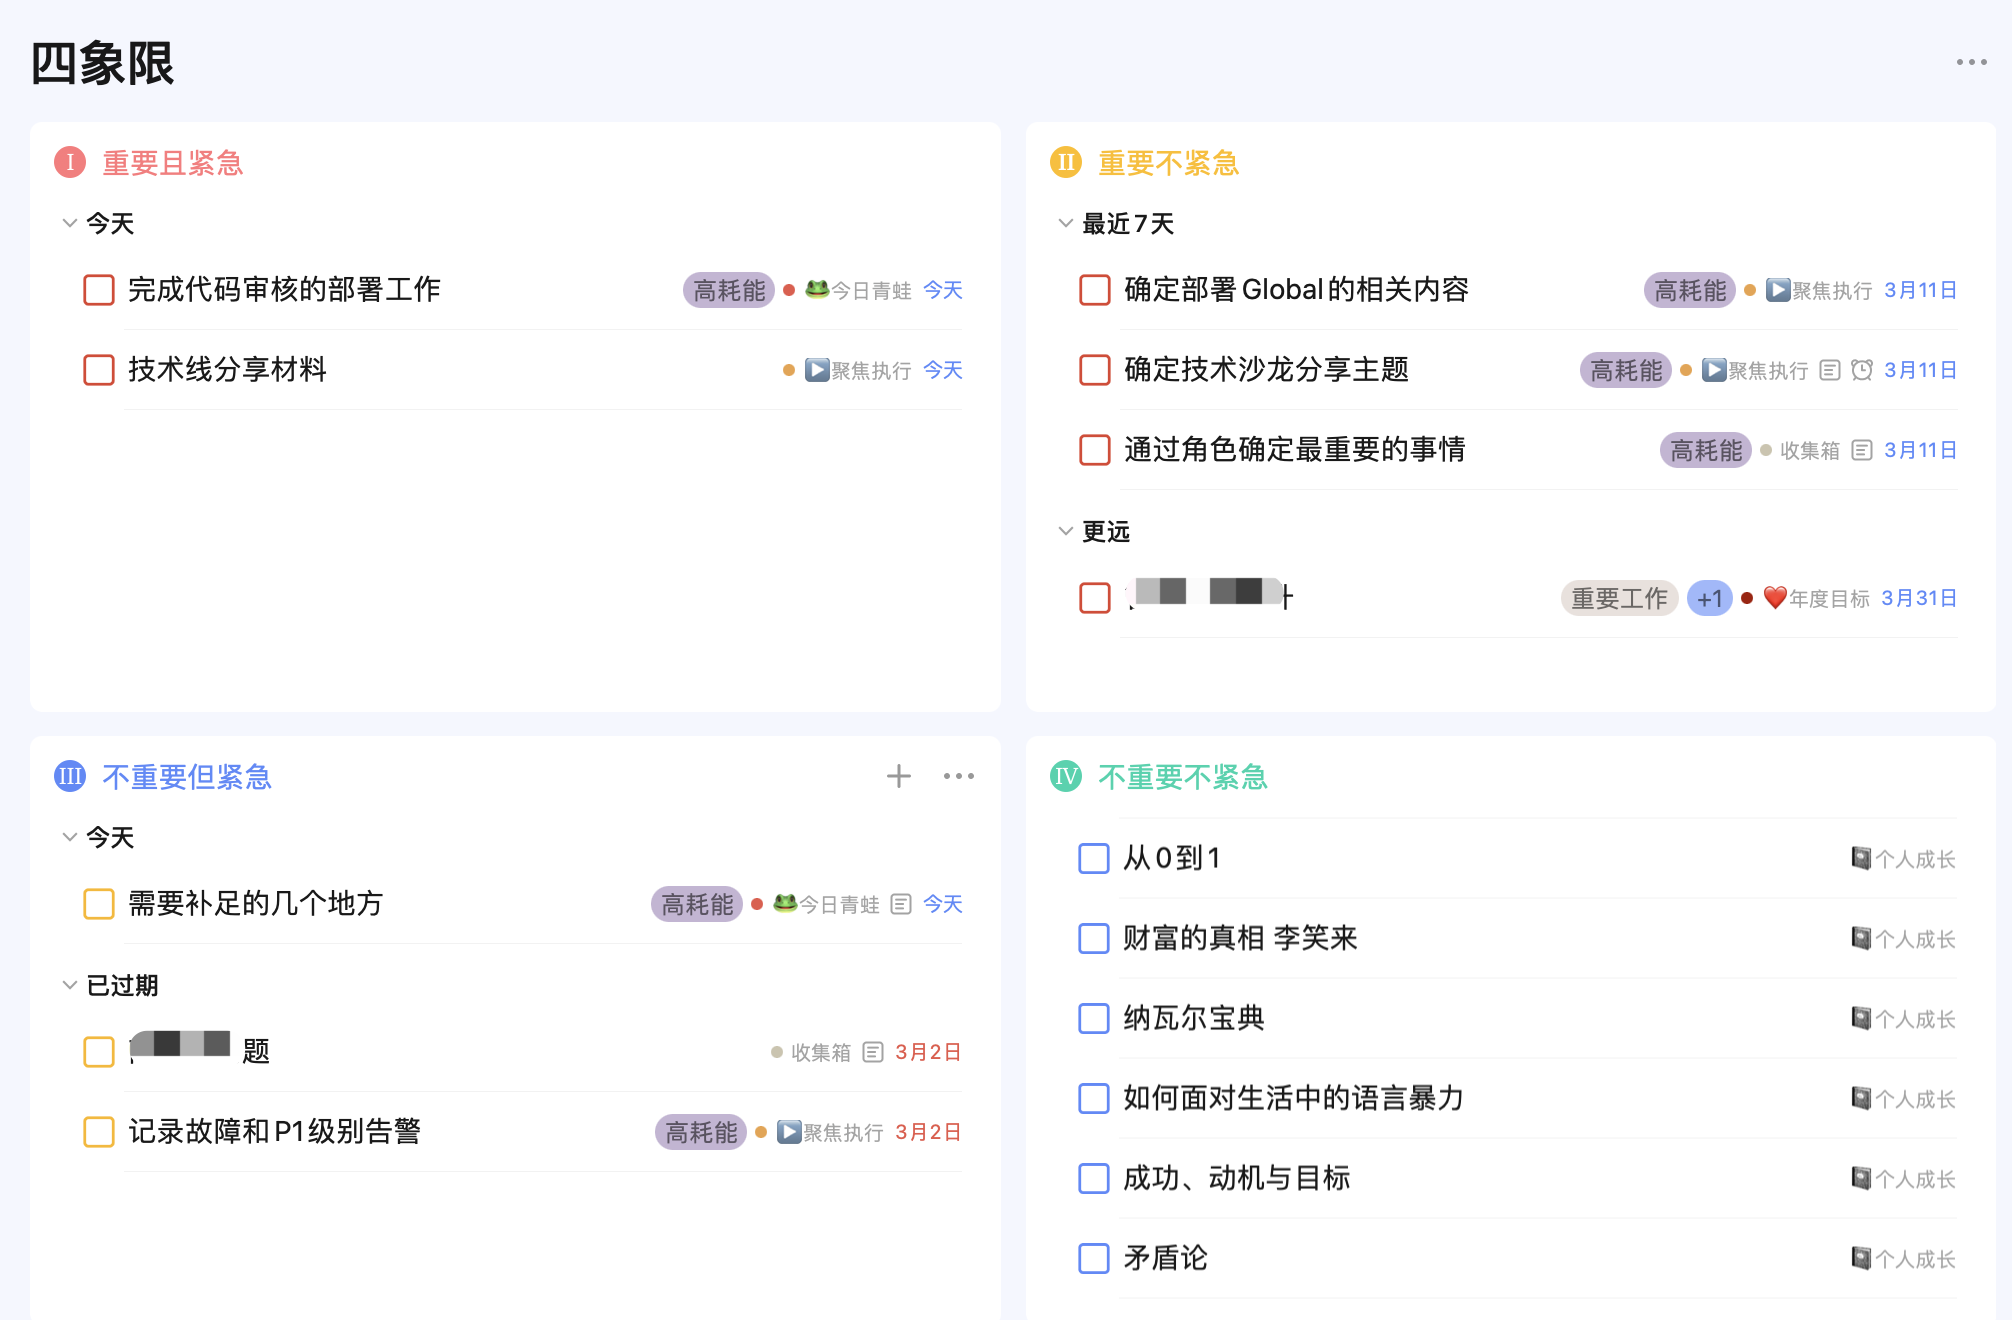 四象限
I 重要且紧急
今天
完成代码审核的部署工作 高耗能 今日青蛙 今天
技术线分享材料 聚焦执行 今天
II 重要不紧急
最近7天
确定部署Global的相关内容 高耗能 聚焦执行 3月11日
确定技术沙龙分享主题 高耗能 聚焦执行 3月11日
通过角色确定最重要的事情 高耗能 收集箱 3月11日
更远
重要工作 +1 年度目标 3月31日
III 不重要但紧急
今天
需要补足的几个地方 高耗能 今日青蛙 今天
已过期
题 收集箱 3月2日
记录故障和P1级别告警 高耗能 聚焦执行 3月2日
IV 不重要不紧急
从0到1 个人成长
财富的真相 李笑来 个人成长
纳瓦尔宝典 个人成长
如何面对生活中的语言暴力 个人成长
成功、动机与目标 个人成长
矛盾论 个人成长